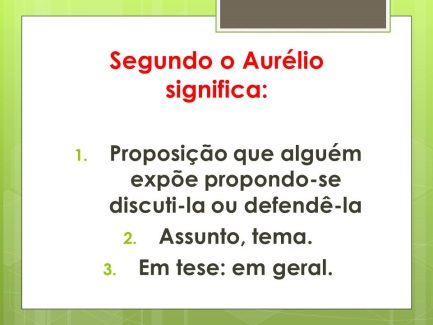 Segundo o Aurélio
significa:
1. Proposição que alguém
expõe propondo-se
discuti-la ou defendê-la
2. Assunto, tema.
3. Em tese: em geral.